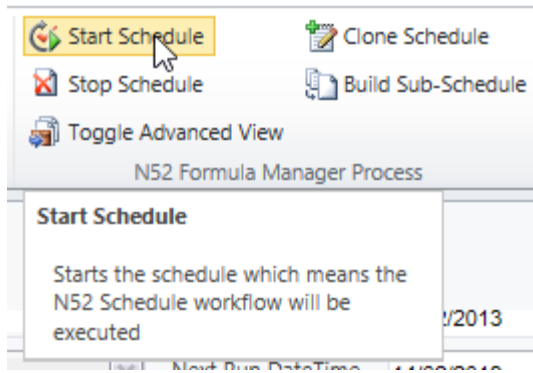 Start Schedule Clone Schedule
Stop Schedule Build Sub-Schedule
Toggle Advanced View
N52 Formula Manager Process
Start Schedule
Starts the schedule which means the
N52 Schedule workflow will be
executed
/2013
Next Run DateTime